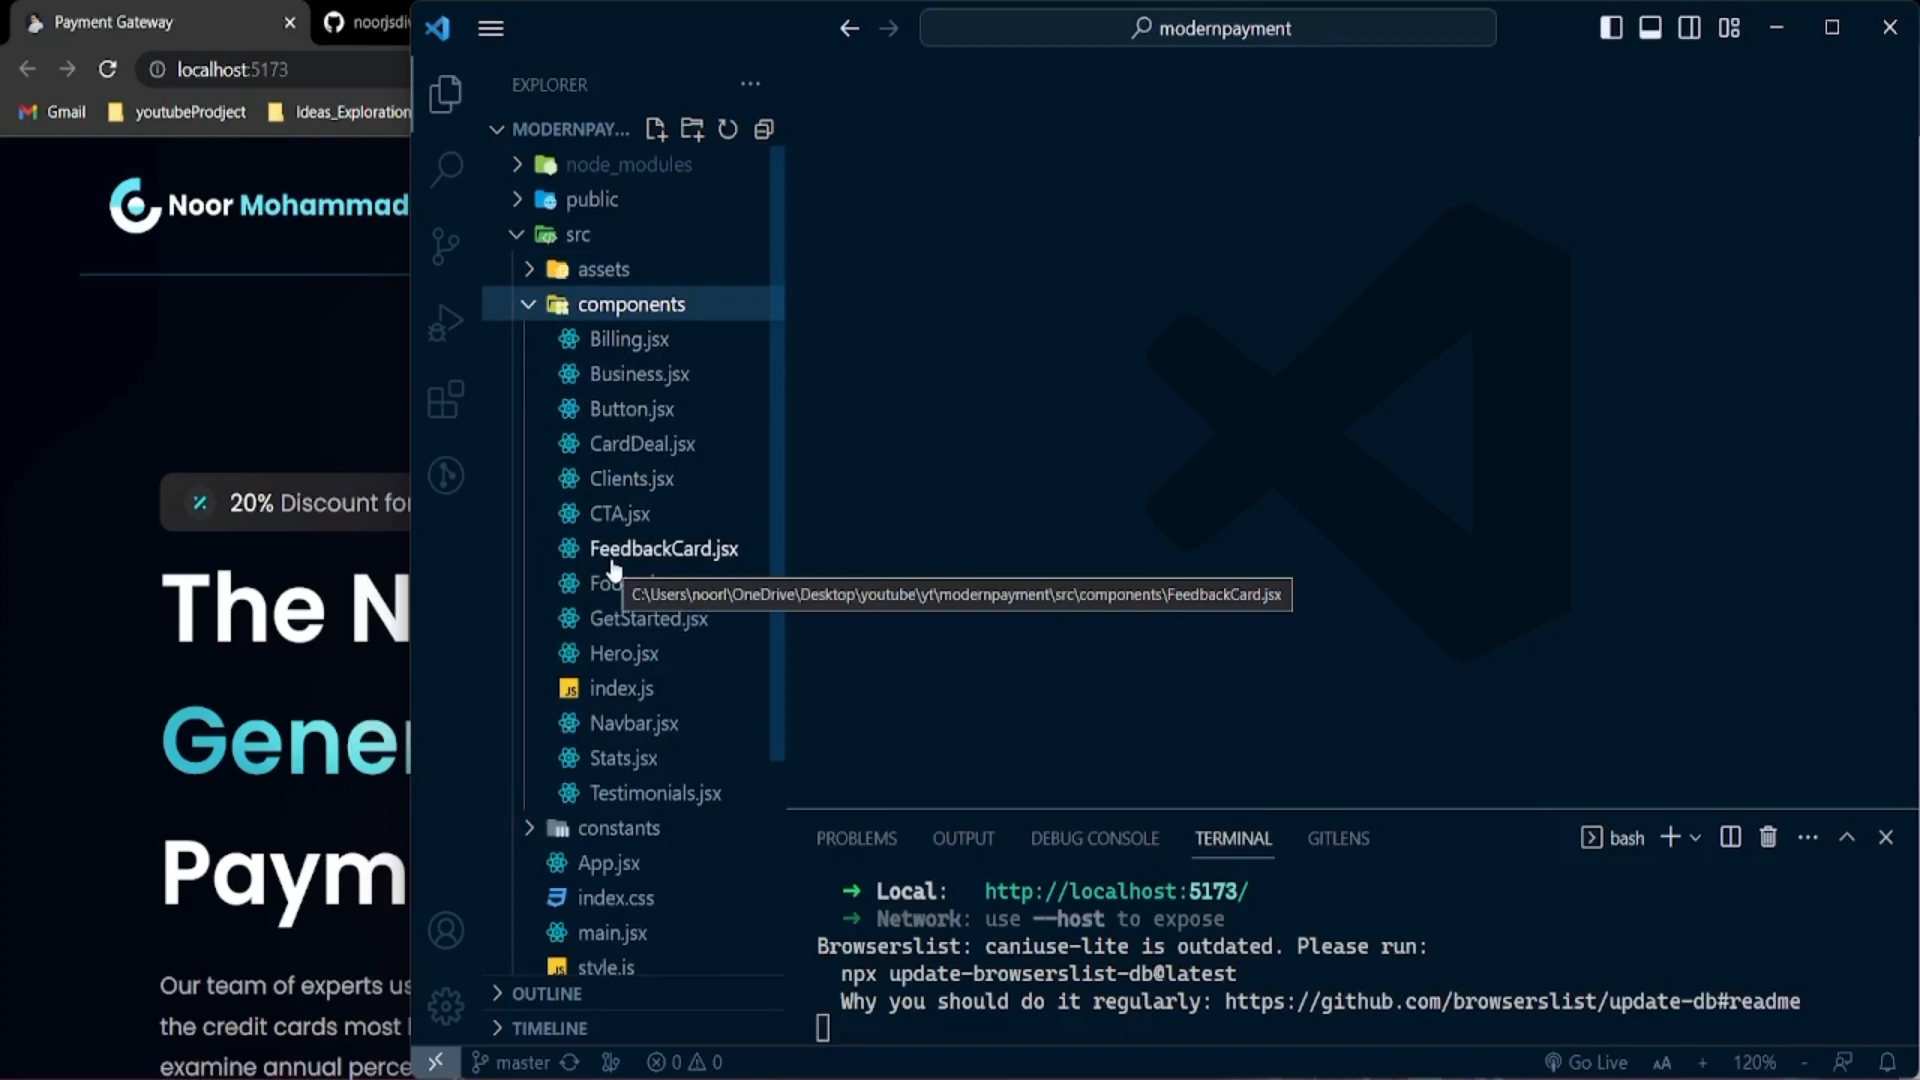 Payment Gateway
noorjsdi
localhost:5173
Gmail
youtubeProdject
Ideas_Exploration
Noor Mohammad
20% Discount for
The N
Gener
Paym
Our team of experts us
the credit cards most
examine annual perce
modernpayment
EXPLORER
MODERNPAY...
node_modules
public
src
assets
components
Billing.jsx
Business.jsx
Button.jsx
CardDeal.jsx
Clients.jsx
CTA.jsx
FeedbackCard.jsx
C:\Users\noorl\OneDrive\Desktop\youtube\yt\modernpayment\src\components\FeedbackCard.jsx
GetStarted.jsx
Hero.jsx
index.js
Navbar.jsx
Stats.jsx
Testimonials.jsx
constants
App.jsx
index.css
main.jsx
style.js
OUTLINE
TIMELINE
PROBLEMS OUTPUT DEBUG CONSOLE TERMINAL GITLENS
bash
➜ Local: http://localhost:5173/
➜ Network: use --host to expose
Browserslist: caniuse-lite is outdated. Please run:
npx update-browserslist-db@latest
Why you should do it regularly: https://github.com/browserslist/update-db#readme
master
0 0
Go Live
AA + 120% -